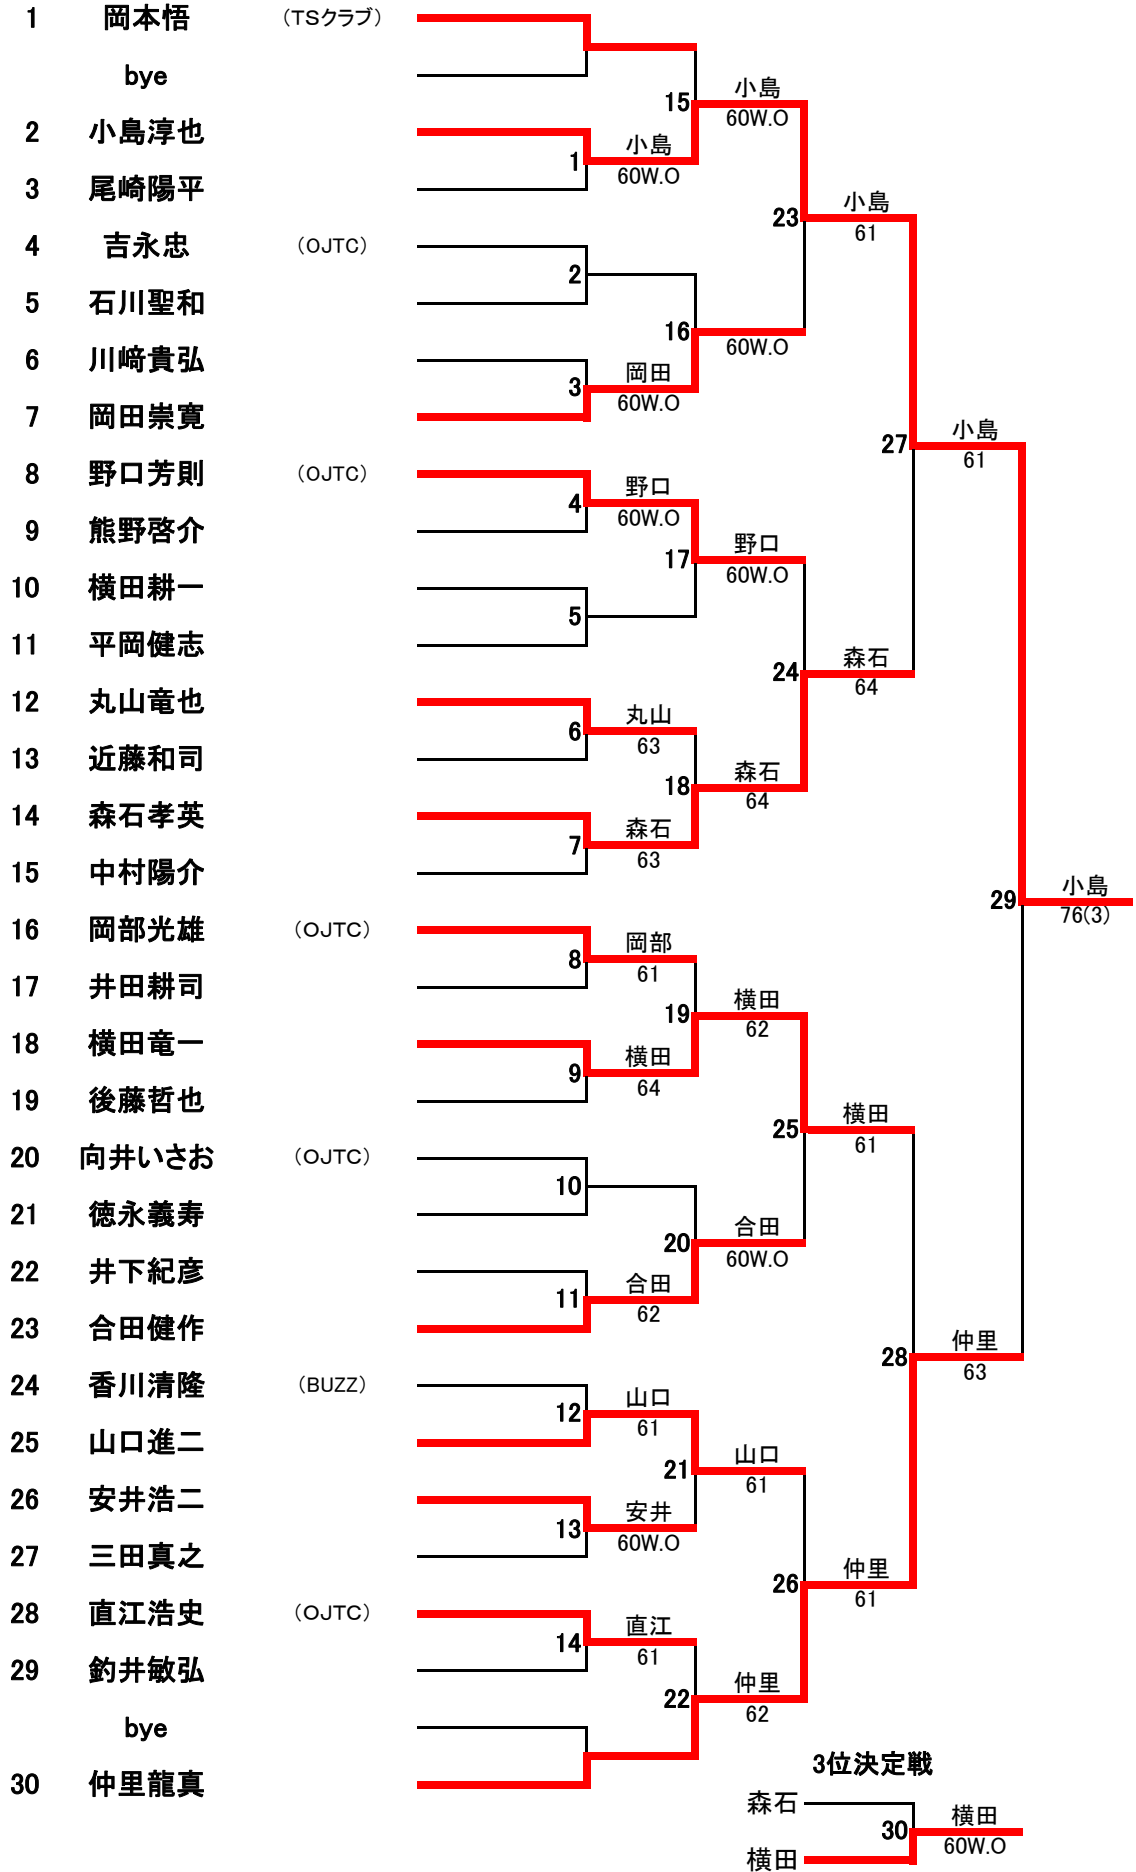 1 岡本悟 (TSクラブ)
bye
15 小島
60W.O
2 小島淳也
1 小島
60W.O
3 尾崎陽平
23 小島
61
4 吉永忠 (OJTC)
2
5 石川聖和
16
60W.O
6 川﨑貴弘
3 岡田
60W.O
7 岡田崇寛
27 小島
61
8 野口芳則 (OJTC)
4 野口
60W.O
9 熊野啓介
17 野口
60W.O
10 横田耕一
5
11 平岡健志
24 森石
64
12 丸山竜也
6 丸山
63
13 近藤和司
18 森石
64
14 森石孝英
7 森石
63
15 中村陽介
29 小島
76(3)
16 岡部光雄 (OJTC)
8 岡部
61
17 井田耕司
19 横田
62
18 横田竜一
9 横田
64
19 後藤哲也
25 横田
61
20 向井いさお (OJTC)
10
21 徳永義寿
20 合田
60W.O
22 井下紀彦
11 合田
62
23 合田健作
28 仲里
63
24 香川清隆 (BUZZ)
12 山口
61
25 山口進二
21 山口
61
26 安井浩二
13 安井
60W.O
27 三田真之
26 仲里
61
28 直江浩史 (OJTC)
14 直江
61
29 釣井敏弘
22 仲里
62
bye
30 仲里龍真
3位決定戦
森石
30 横田
60W.O
横田